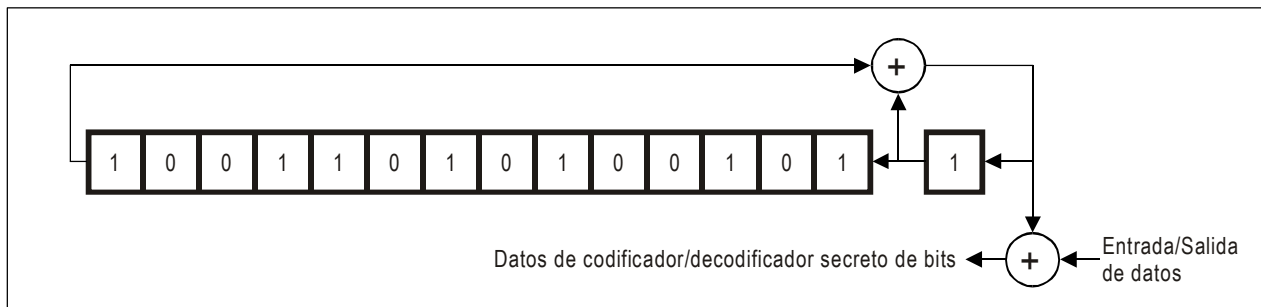 +
1 0 0 1 1 0 1 0 1 0 0 1 0 1 1
Datos de codificador/decodificador secreto de bits + Entrada/Salida
de datos